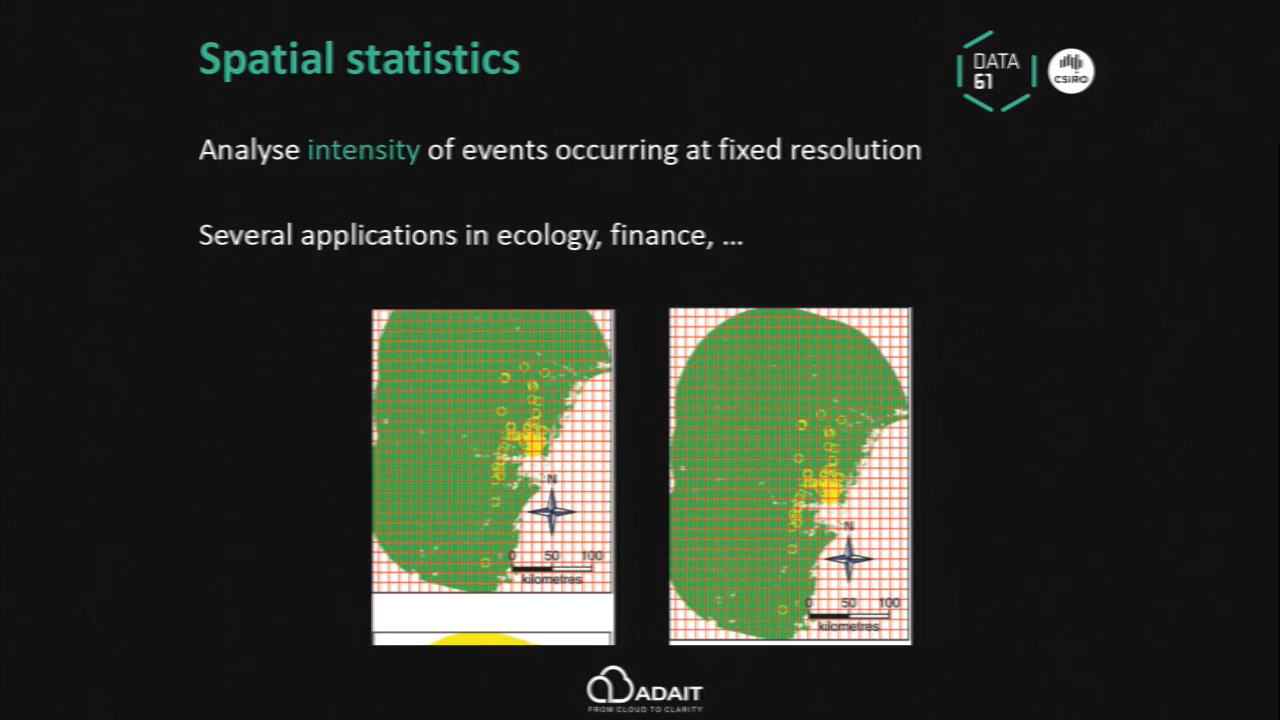 Spatial statistics
DATA
61
CSIRO
Analyse intensity of events occurring at fixed resolution
Several applications in ecology, finance, ...
N
0 50 100
kilometres
N
0 50 100
kilometres
ADAIT
FROM CLOUD TO CLARITY